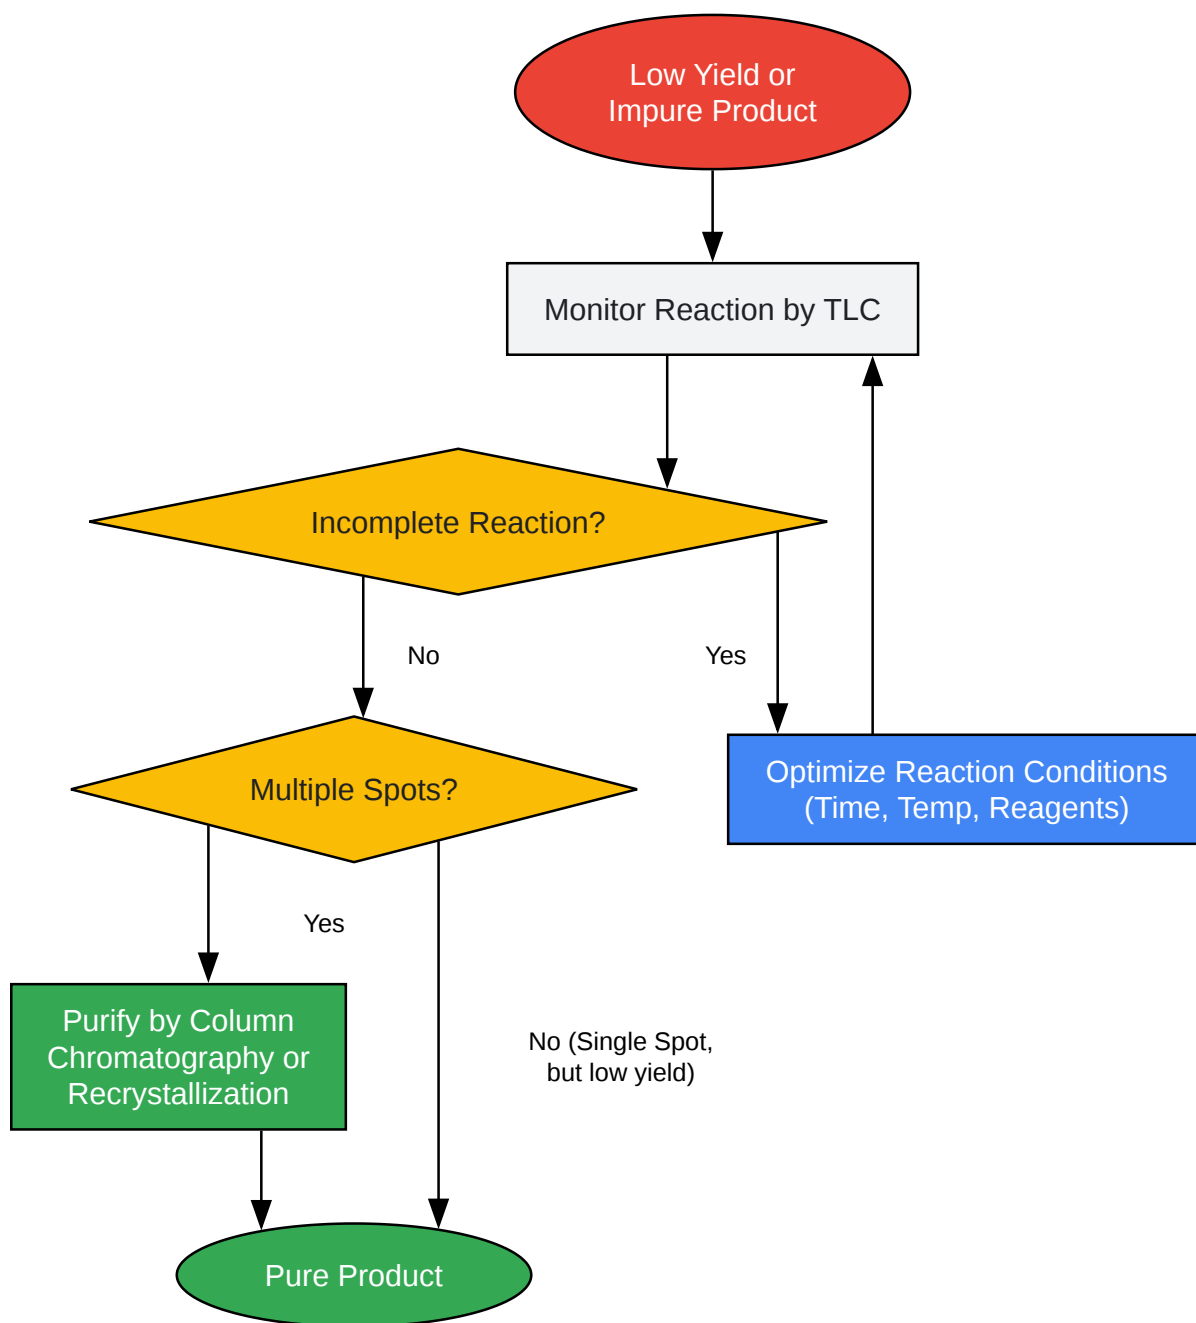 Low Yield or
Impure Product
Monitor Reaction by TLC
Incomplete Reaction?
No
Yes
Multiple Spots?
Optimize Reaction Conditions
(Time, Temp, Reagents)
Yes
Purify by Column
Chromatography or
Recrystallization
No (Single Spot,
but low yield)
Pure Product